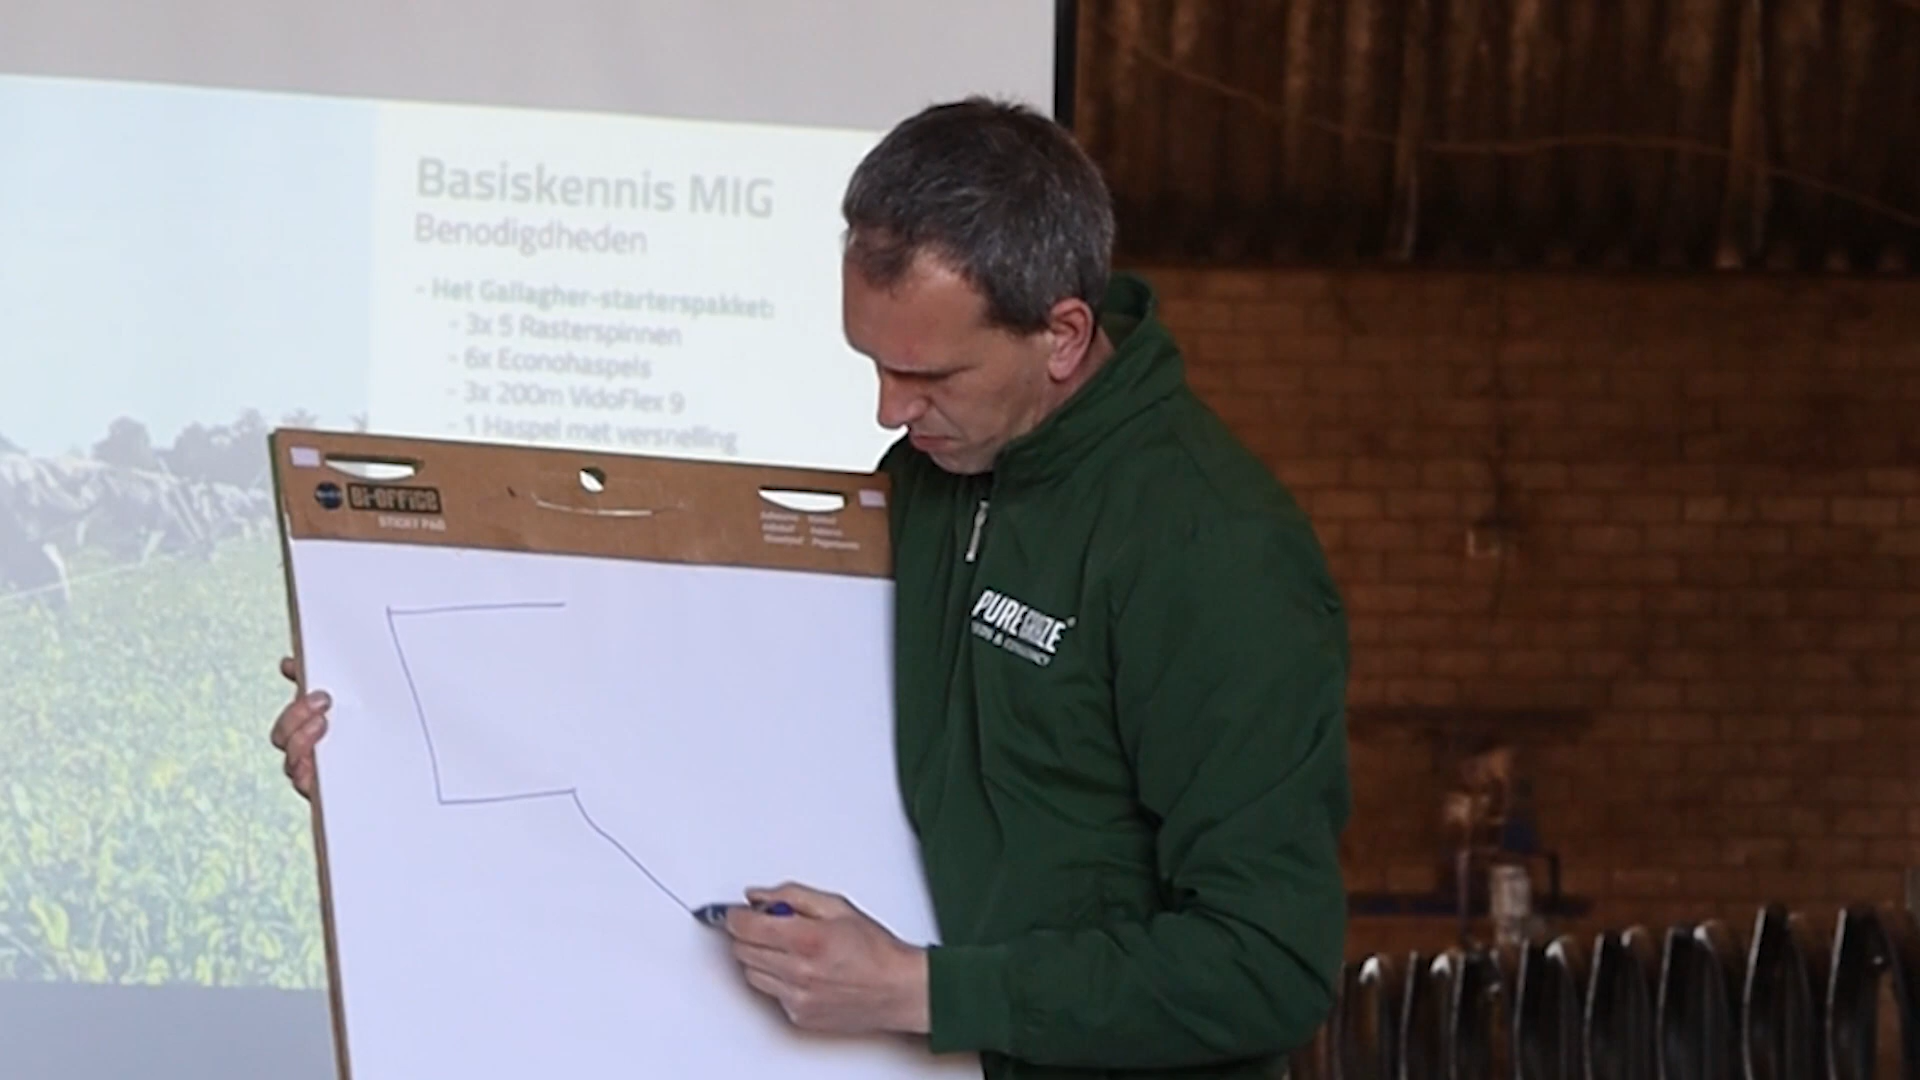 Basiskennis MIG
Benodigdheden
- Het Gallagher-starterspakket:
- 3x 5 Rasterspinnen
- 6x Econohaspels
- 3x 200m VidoFlex 9
- 1 Haspel met versnelling
Bi-OFFiCE
STICKY PAD
PURE GRAZE